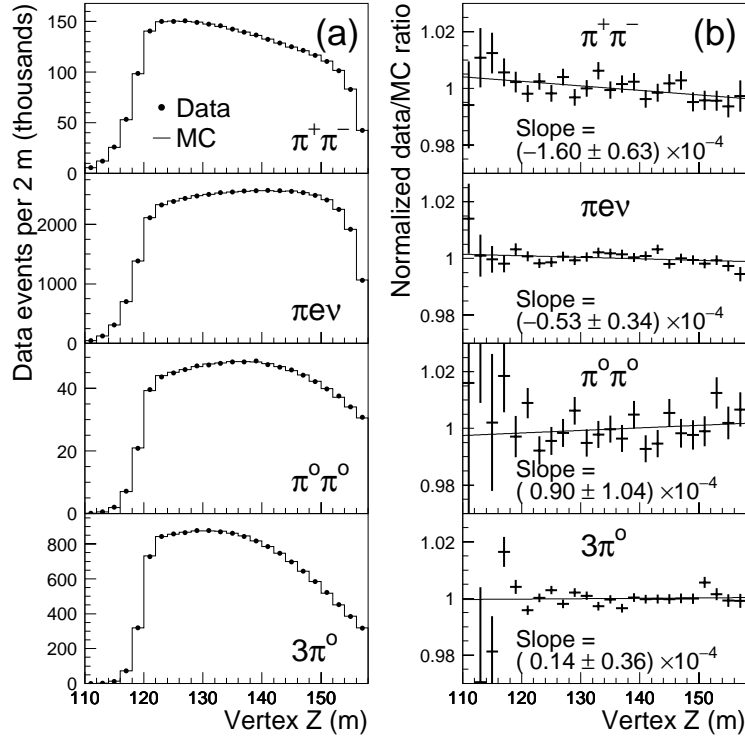 Data events per 2 m (thousands)
(a)
150
100
50
0
Data
MC
π⁺π⁻
2000
1000
0
πeν
40
20
0
π⁰π⁰
800
600
400
200
0
3π⁰
110 120 130 140 150
Vertex Z (m)
Normalized data/MC ratio
(b)
π⁺π⁻
1.02
1
0.98
Slope =
(−1.60 ± 0.63) ×10⁻⁴
πeν
1.02
1
0.98
Slope =
(−0.53 ± 0.34) ×10⁻⁴
π⁰π⁰
1.02
1
0.98
Slope =
( 0.90 ± 1.04) ×10⁻⁴
3π⁰
1.02
1
0.98
Slope =
( 0.14 ± 0.36) ×10⁻⁴
110 120 130 140 150
Vertex Z (m)